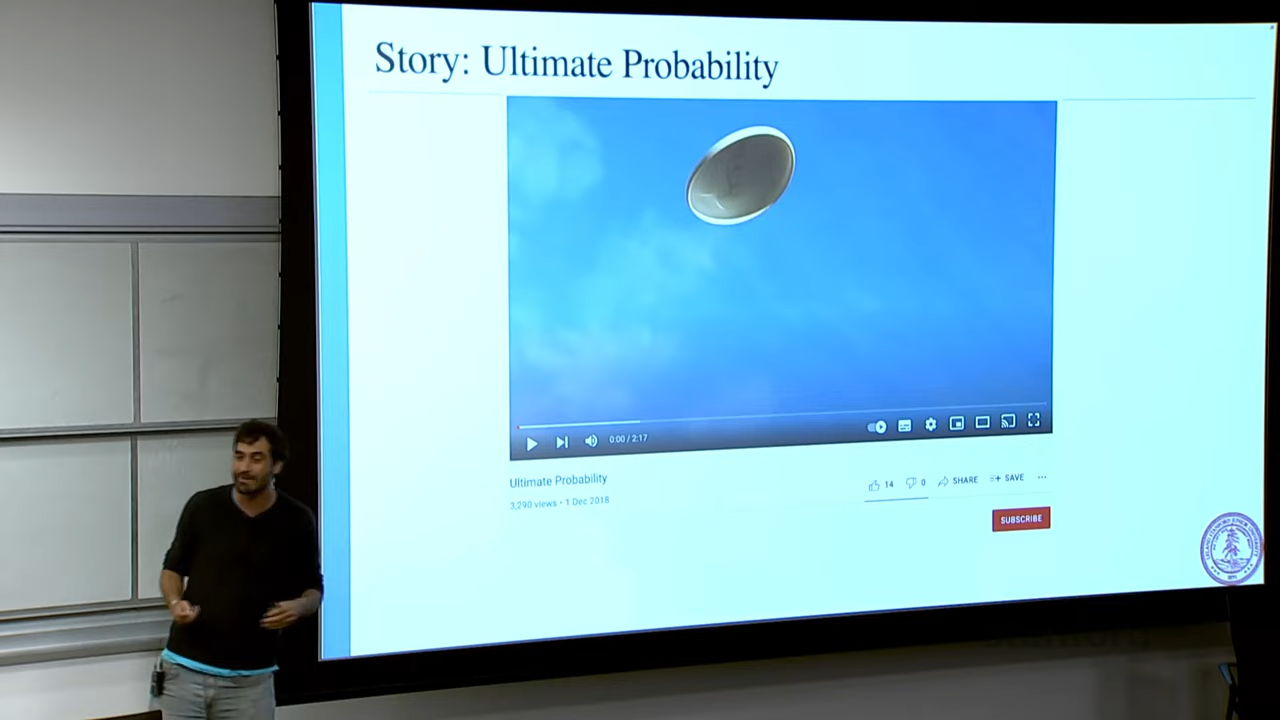 Story: Ultimate Probability
0:00 / 2:17
Ultimate Probability
3,290 views • 1 Dec 2018
14
0
SHARE
SAVE
SUBSCRIBE